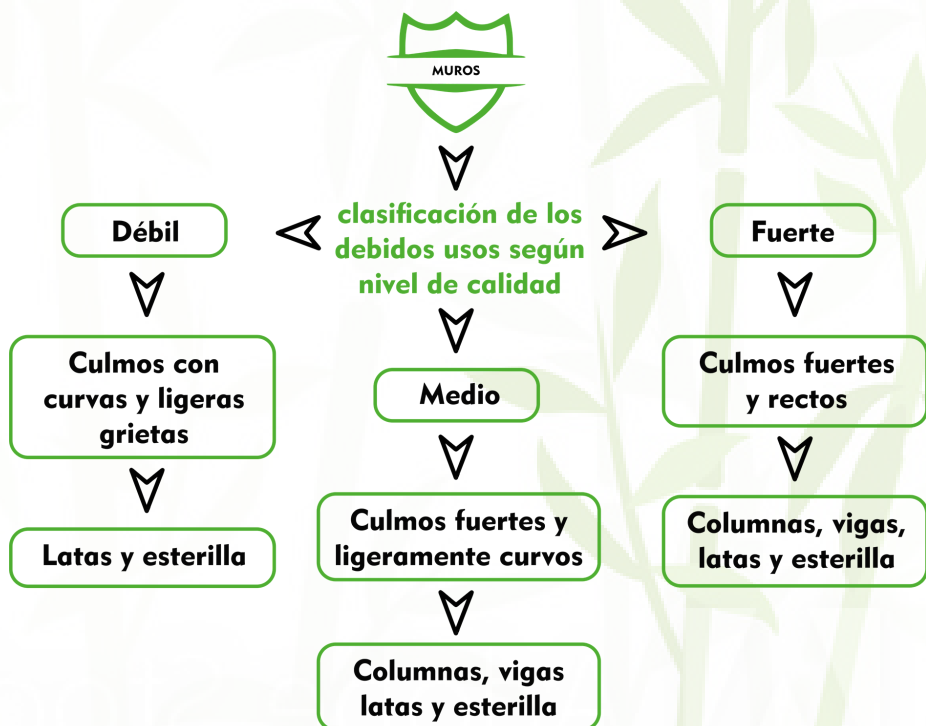 MUROS
clasificación de los
debidos usos según
nivel de calidad
Débil
Culmos con
curvas y ligeras
grietas
Latas y esterilla
Medio
Culmos fuertes y
ligeramente curvos
Columnas, vigas
latas y esterilla
Fuerte
Culmos fuertes
y rectos
Columnas, vigas,
latas y esterilla